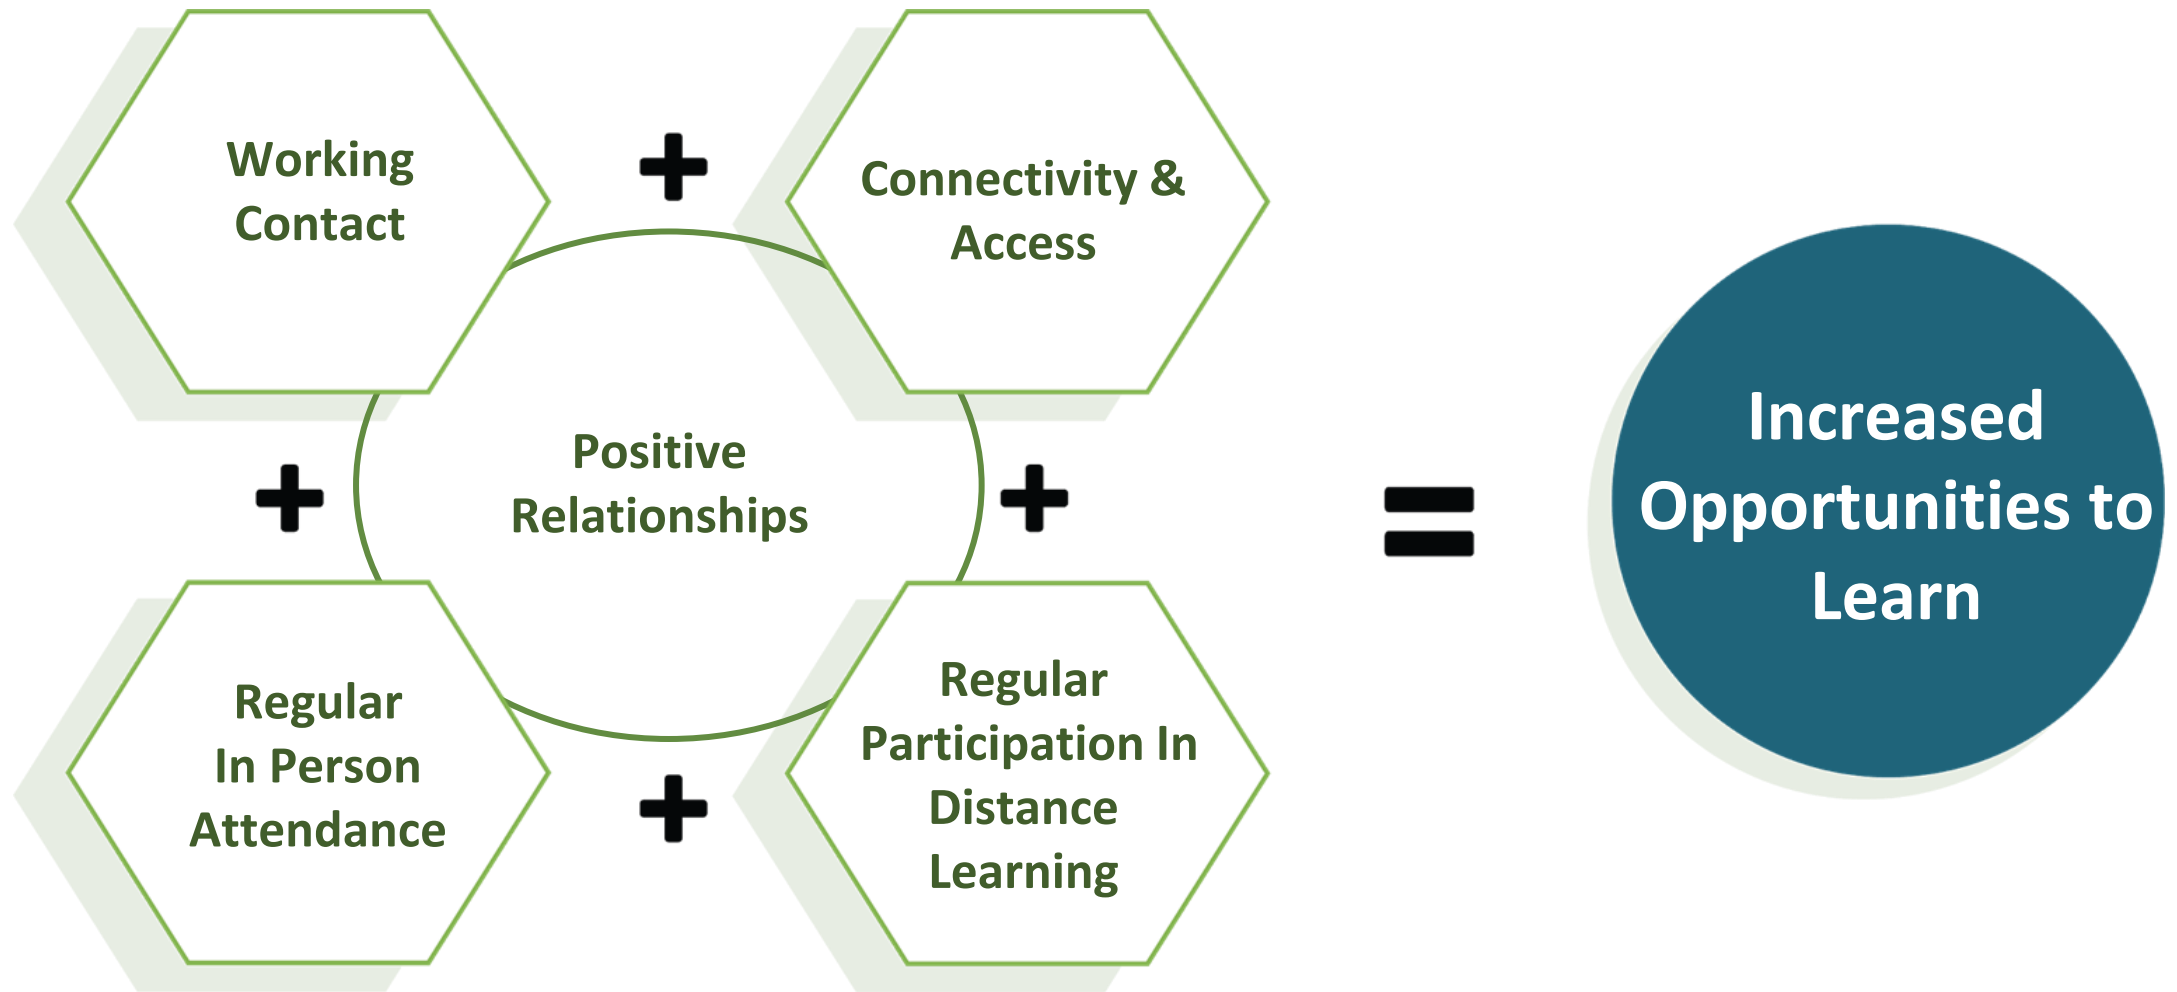 Working
Contact
+
Connectivity &
Access
+
Positive
Relationships
+
=
Increased
Opportunities to
Learn
Regular
In Person
Attendance
+
Regular
Participation In
Distance
Learning